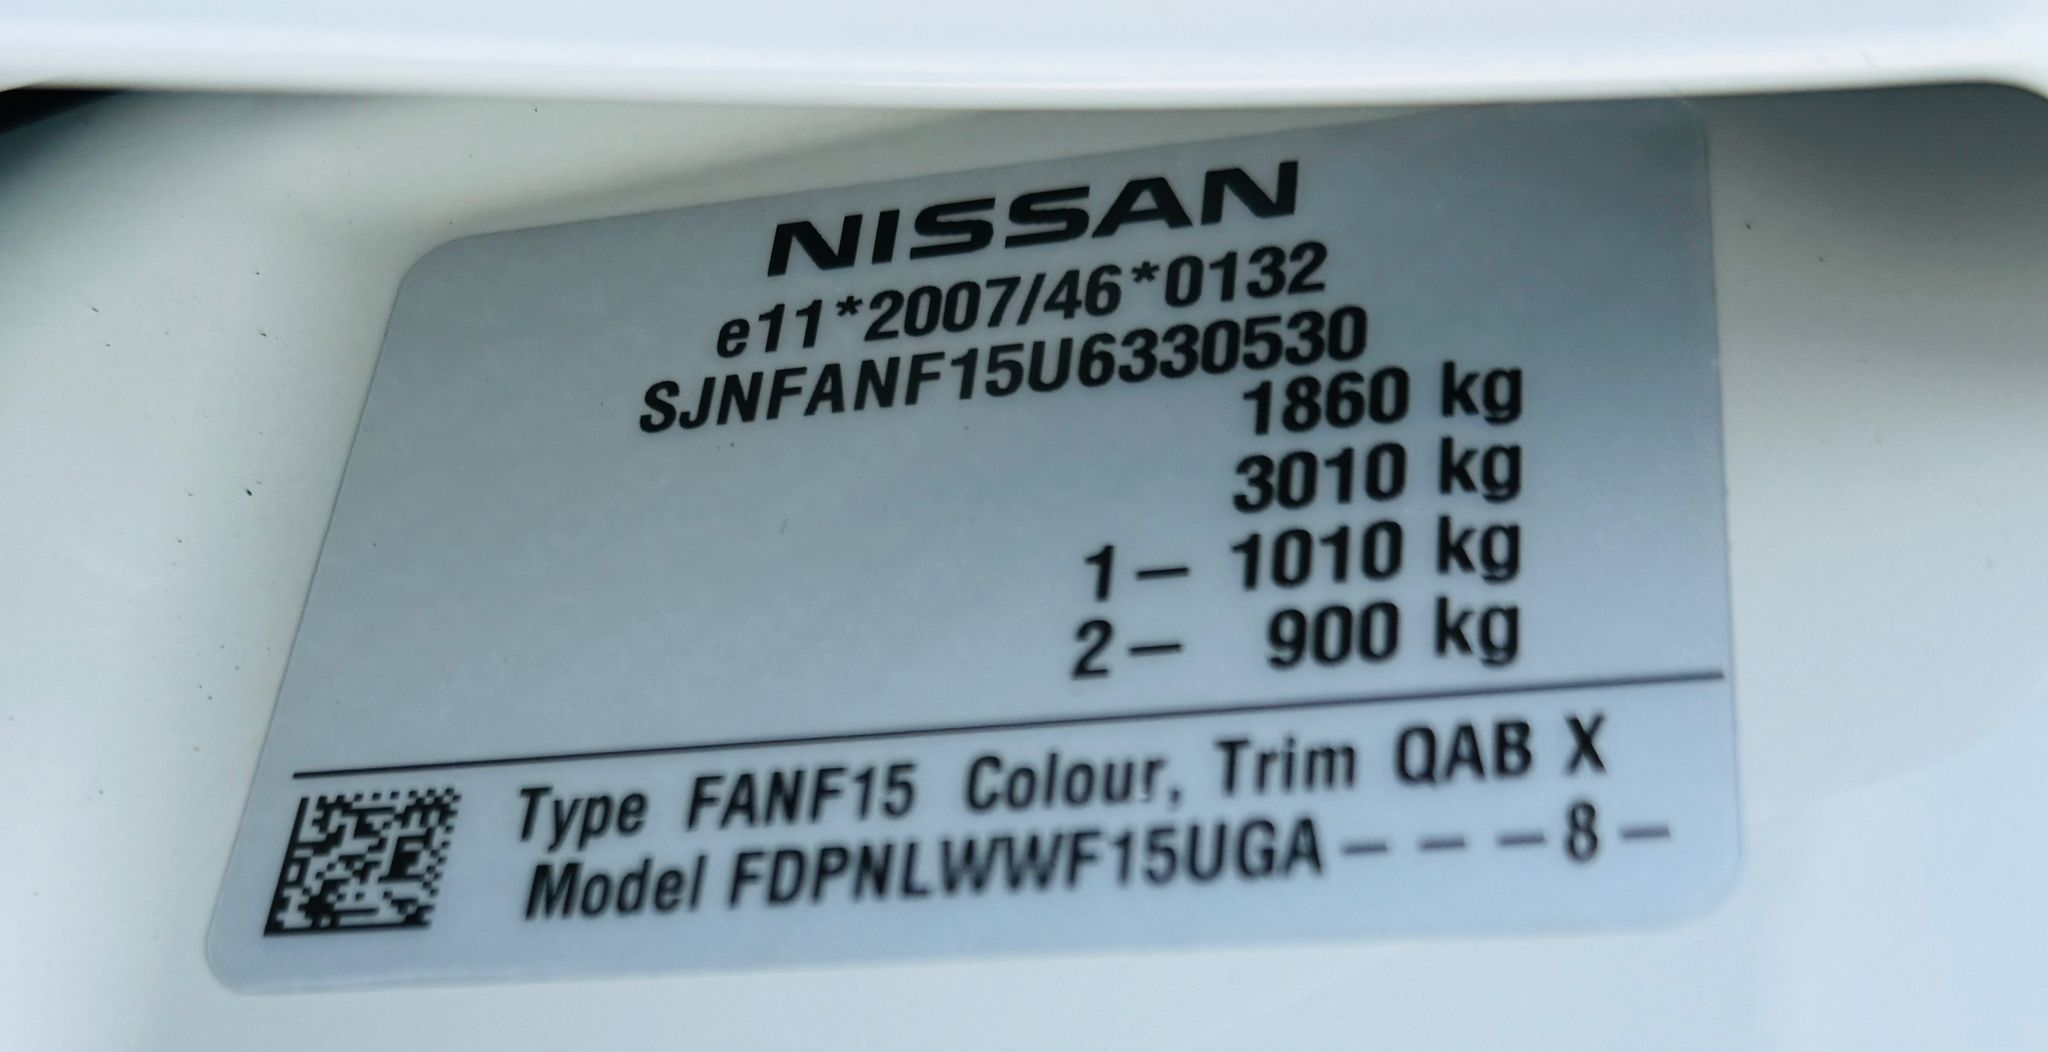 NISSAN
e11*2007/46*0132
SJNFANF15U6330530
1860 kg
3010 kg
1– 1010 kg
2– 900 kg
Type FANF15 Colour, Trim QAB X
Model FDPNLWWF15UGA–––8–